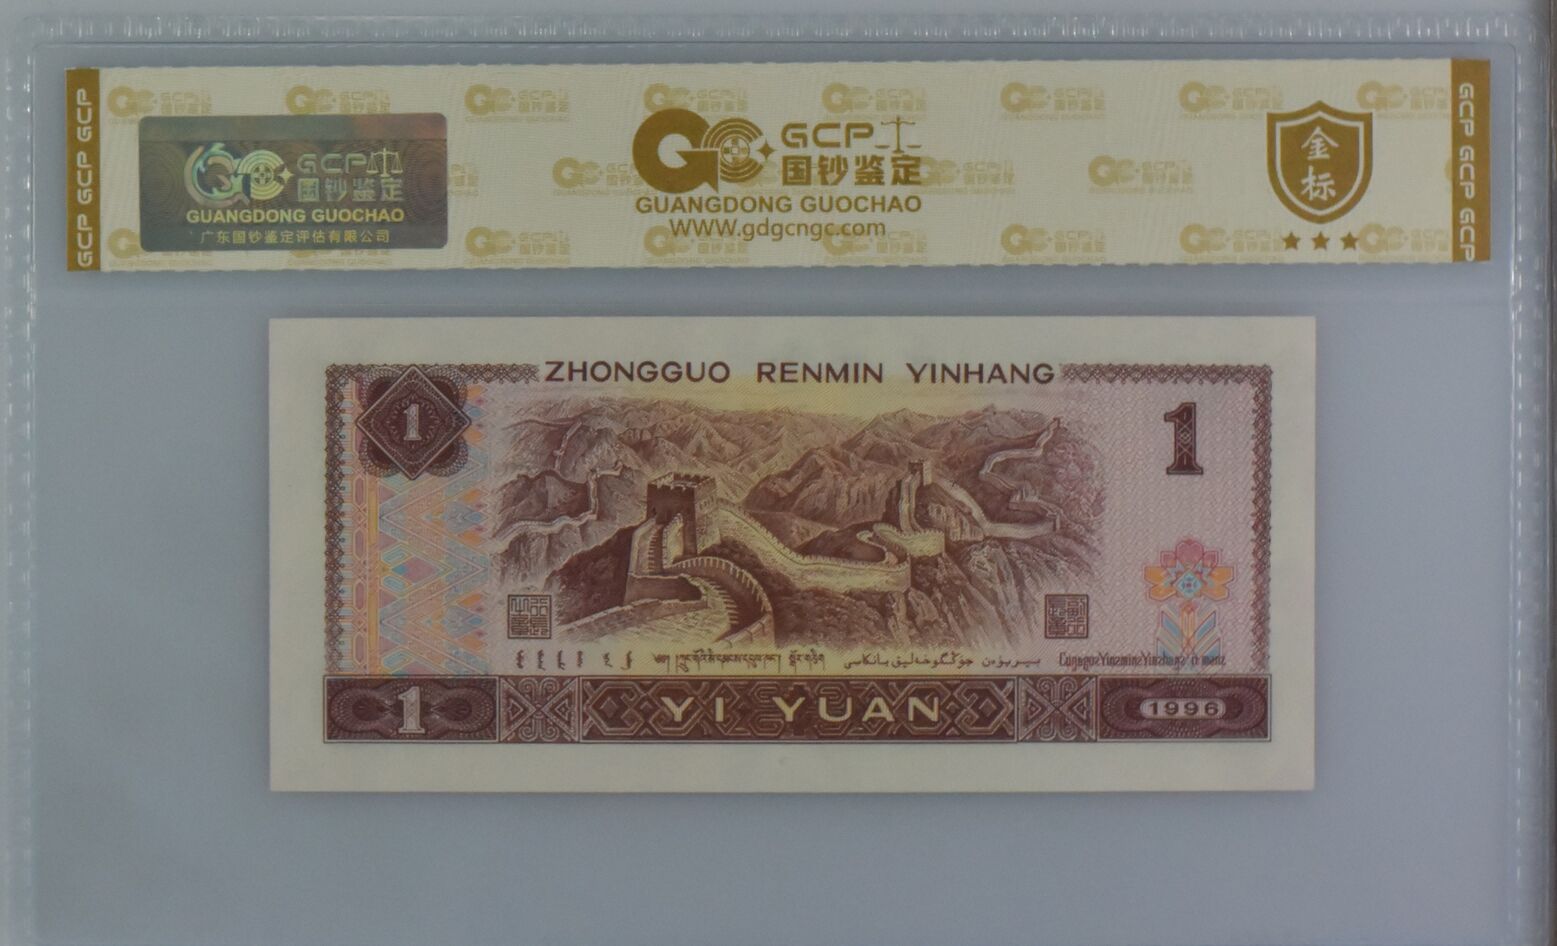 GCP GCP GCP
GCP
国钞鉴定
GUANGDONG GUOCHAO
广东国钞鉴定评估有限公司
GCP
国钞鉴定
GUANGDONG GUOCHAO
WWW.gdgcngc.com
金标
GCP GCP GCP
ZHONGGUO RENMIN YINHANG
1
1
1
YI YUAN
1996